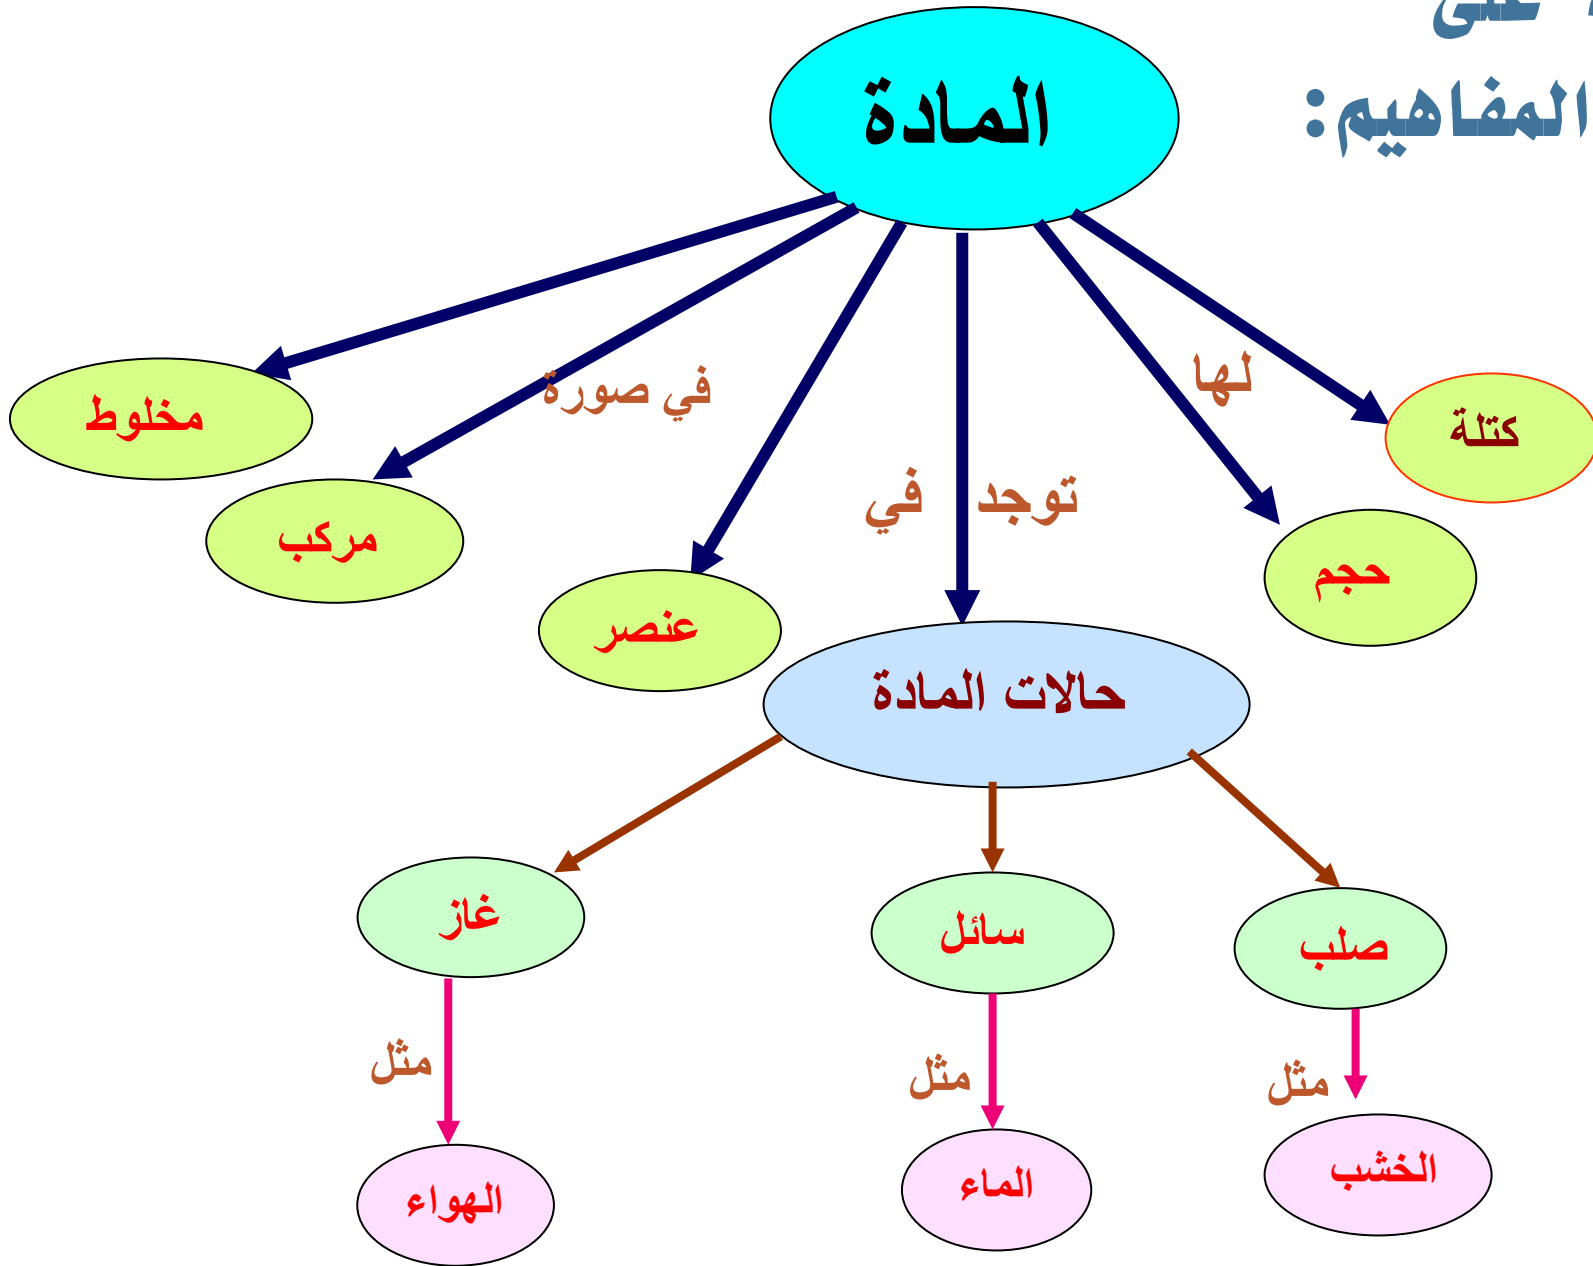 على
المفاهيم:
المادة
لها
كتلة
حجم
توجد في
في صورة
عنصر
مركب
مخلوط
حالات المادة
صلب
سائل
غاز
مثل
مثل
مثل
الخشب
الماء
الهواء